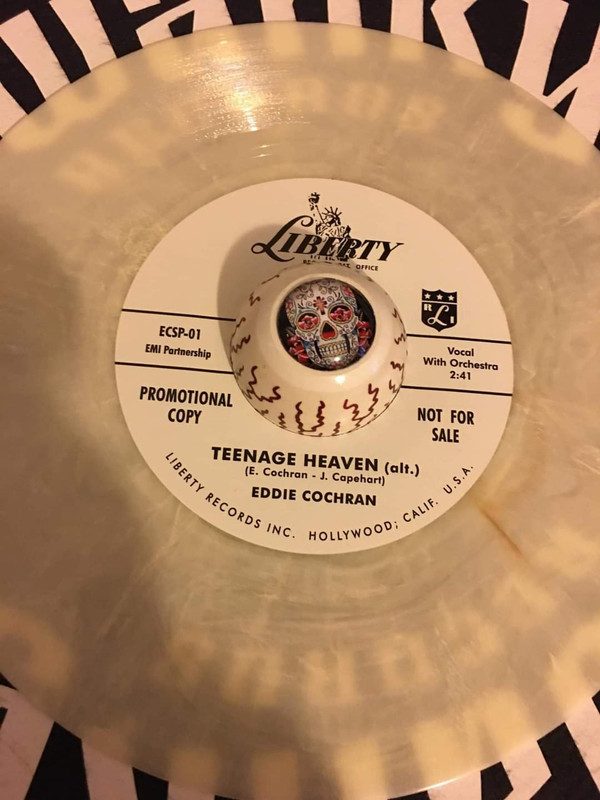 LIBERTY
OFFICE
ECSP-01
EMI Partnership
R L I
Vocal
With Orchestra
2:41
PROMOTIONAL
COPY
NOT FOR
SALE
TEENAGE HEAVEN (alt.)
(E. Cochran - J. Capehart)
EDDIE COCHRAN
LIBERTY RECORDS INC. HOLLYWOOD; CALIF. U.S.A.